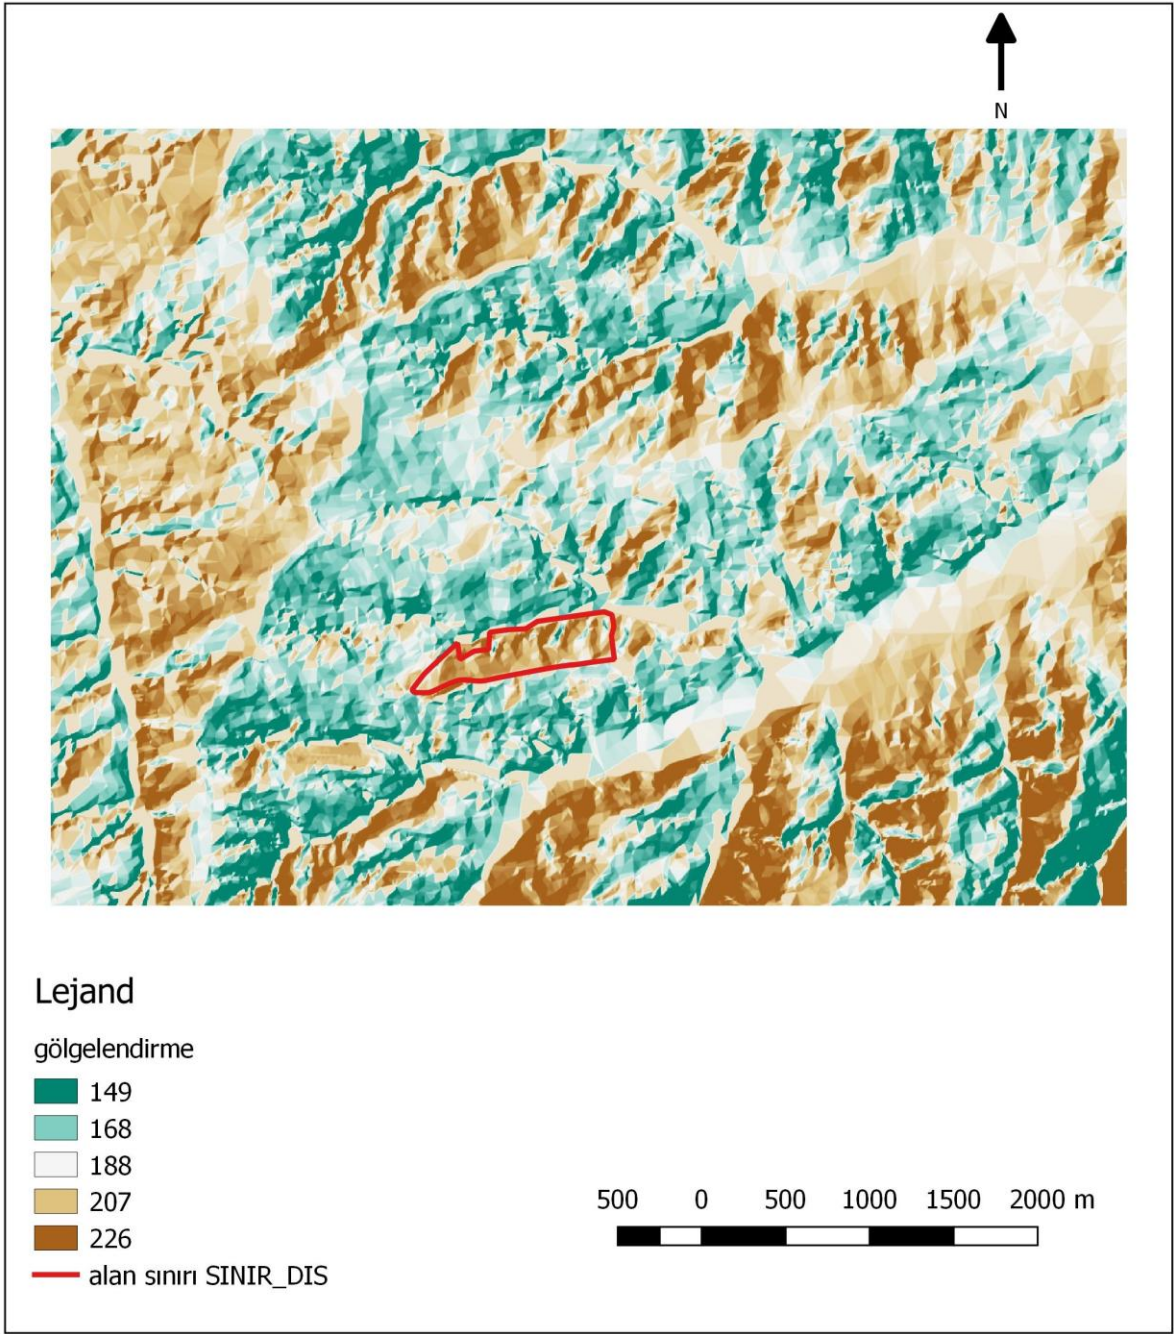 N
Lejand
gölgelendirme
149
168
188
207
226
alan sınırı SINIR_DIS
500 0 500 1000 1500 2000 m